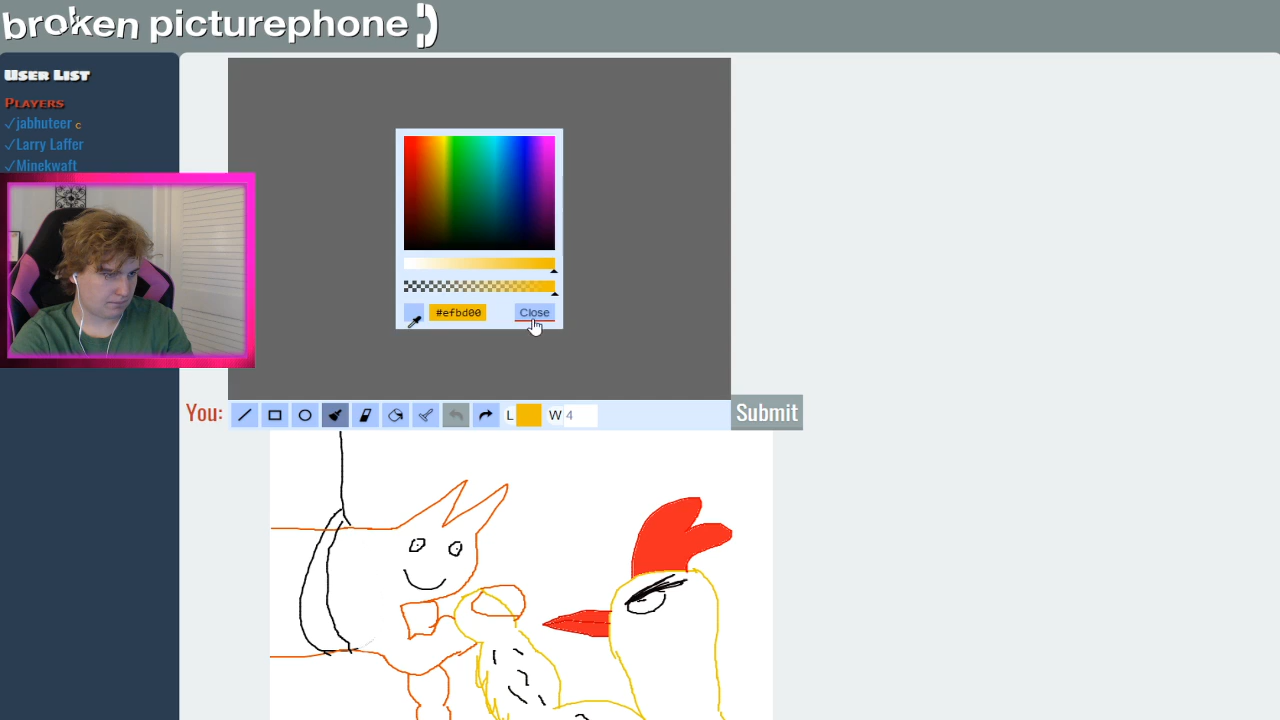 broken picturephone
User List
Players
✓jabhuteer c
✓Larry Laffer
✓Minekwaft
#efbd00
Close
You:
L
W 4
Submit